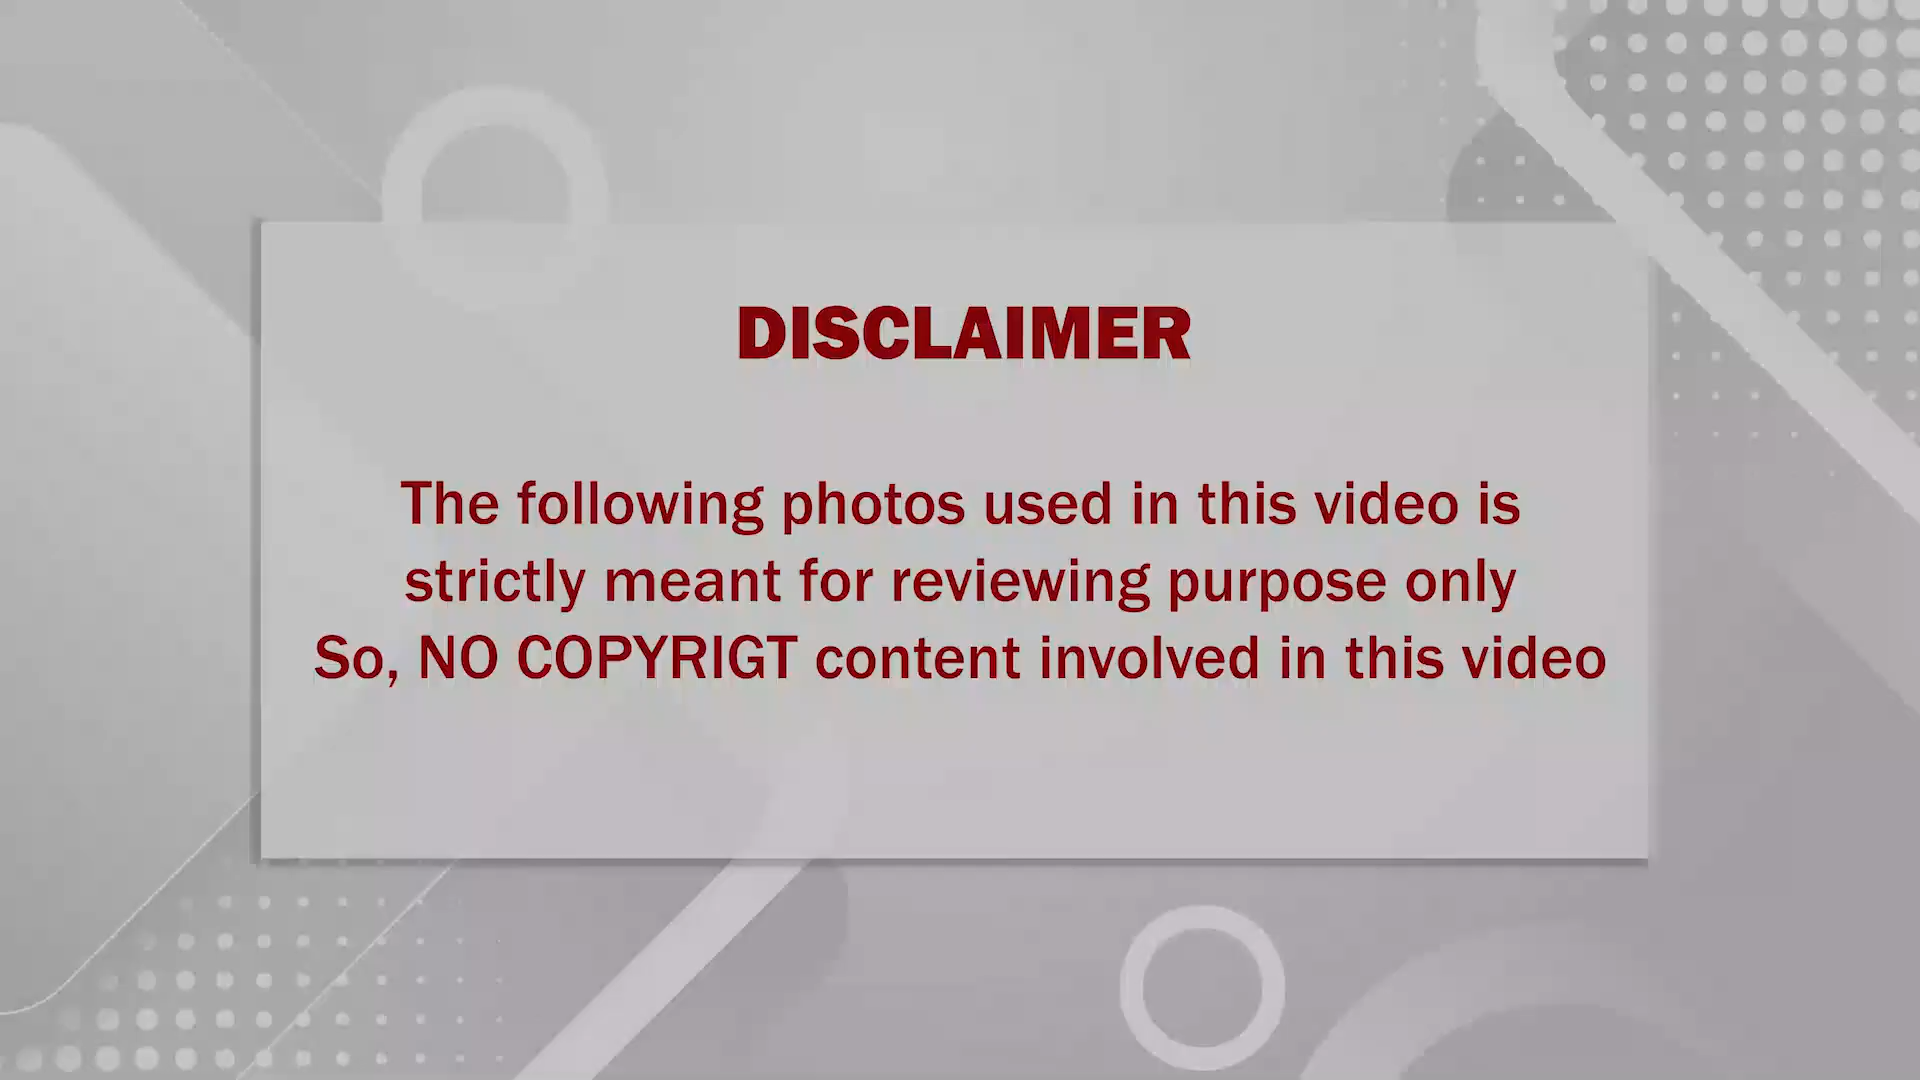 DISCLAIMER
The following photos used in this video is
strictly meant for reviewing purpose only
So, NO COPYRIGT content involved in this video